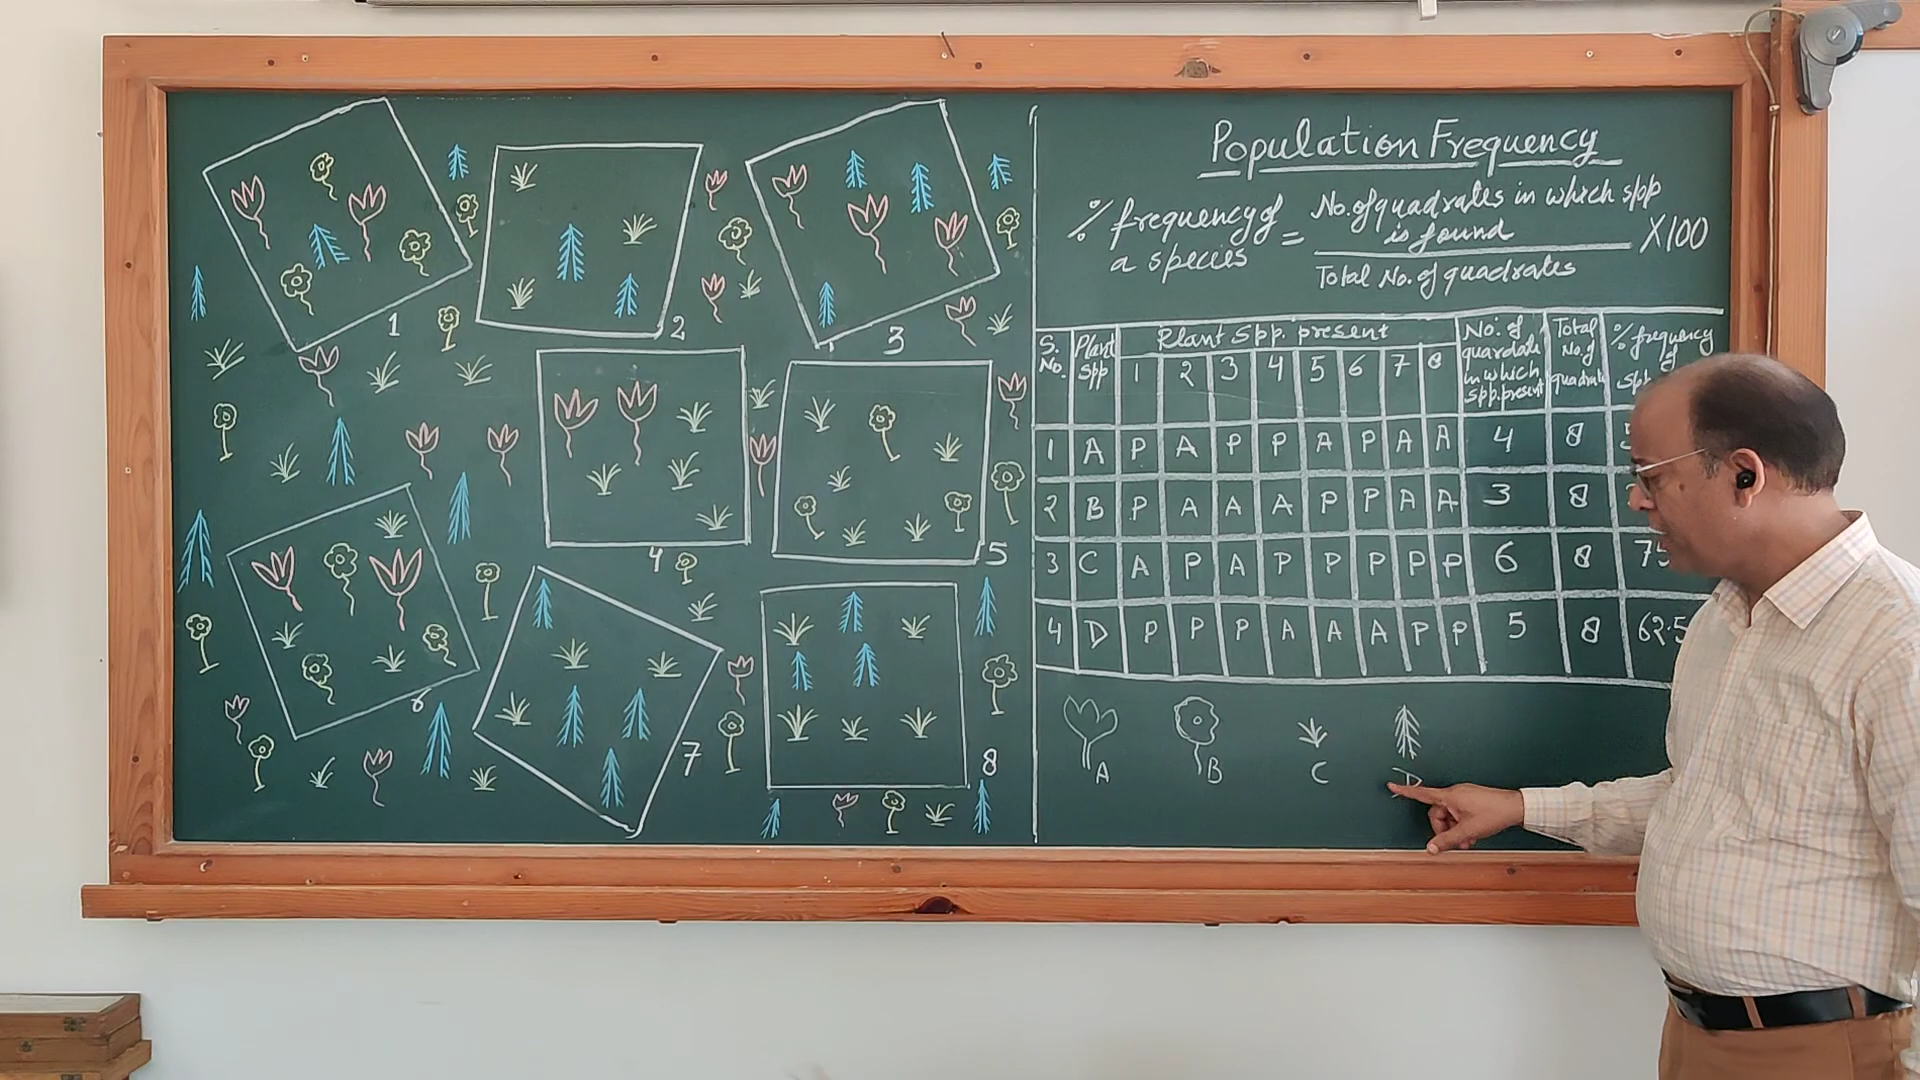 1
2
3
4
5
6
7
8
Population Frequency
% frequency of a species = No. of quadrates in which spp is found / Total No. of quadrates X100
S. No. Plant Spp Plant Spp. present No. of quardate in which spp. present Total No. of quadrate % frequency of
1 2 3 4 5 6 7 8
1 A P A P P A P A A 4 8
2 B P A A A P P A A 3 8
3 C A P A P P P P P 6 8 75
4 D P P P A A A P P 5 8 62.5
A B C D